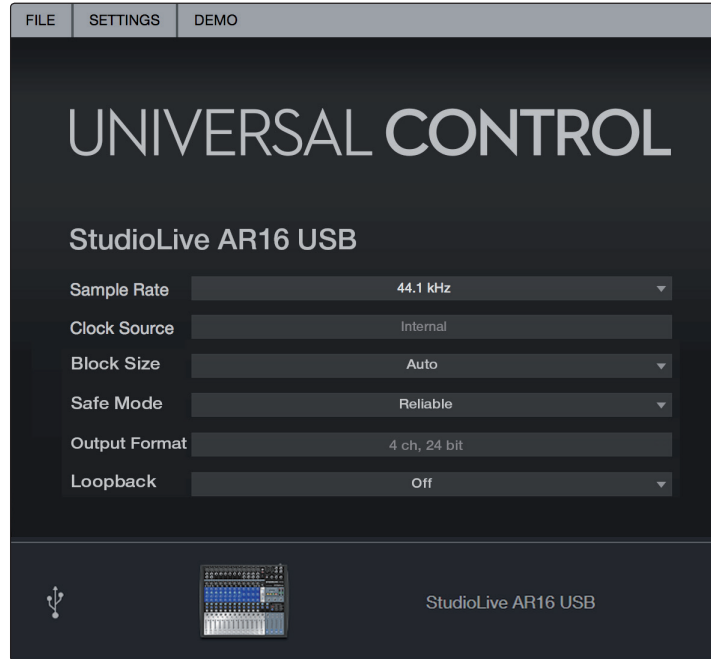 FILE SETTINGS DEMO
UNIVERSAL CONTROL
StudioLive AR16 USB
Sample Rate 44.1 kHz
Clock Source Internal
Block Size Auto
Safe Mode Reliable
Output Format 4 ch, 24 bit
Loopback Off
StudioLive AR16 USB